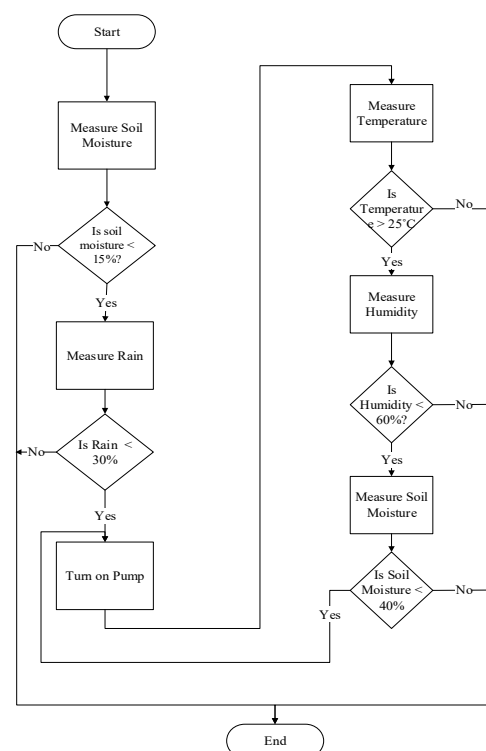 Start
Measure Soil
Moisture
Is soil
moisture <
15%?
No
Yes
Measure Rain
Is Rain <
30%
No
Yes
Turn on Pump
Measure
Temperature
Is
Temperatur
e > 25°C
No
Yes
Measure
Humidity
Is
Humidity <
60%?
No
Yes
Measure Soil
Moisture
Is Soil
Moisture <
40%
No
Yes
End